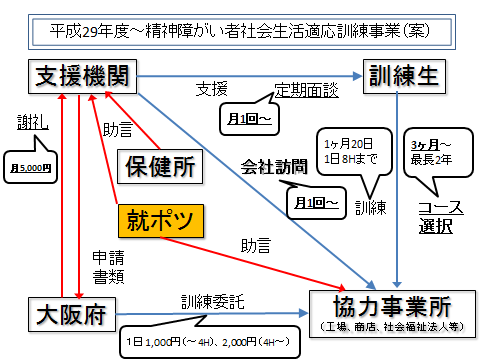 平成29年度～精神障がい者社会生活適応訓練事業（案）
支援機関
支援
定期面談
訓練生
月1回～
謝礼
月5,000円
助言
保健所
会社訪問
月1回～
1ヶ月20日
1日8Hまで
訓練
3ヶ月～
最長2年
コース
選択
就ポツ
助言
申請
書類
大阪府
訓練委託
協力事業所
（工場、商店、社会福祉法人等）
1日1,000円（～4H）、2,000円（4H～）